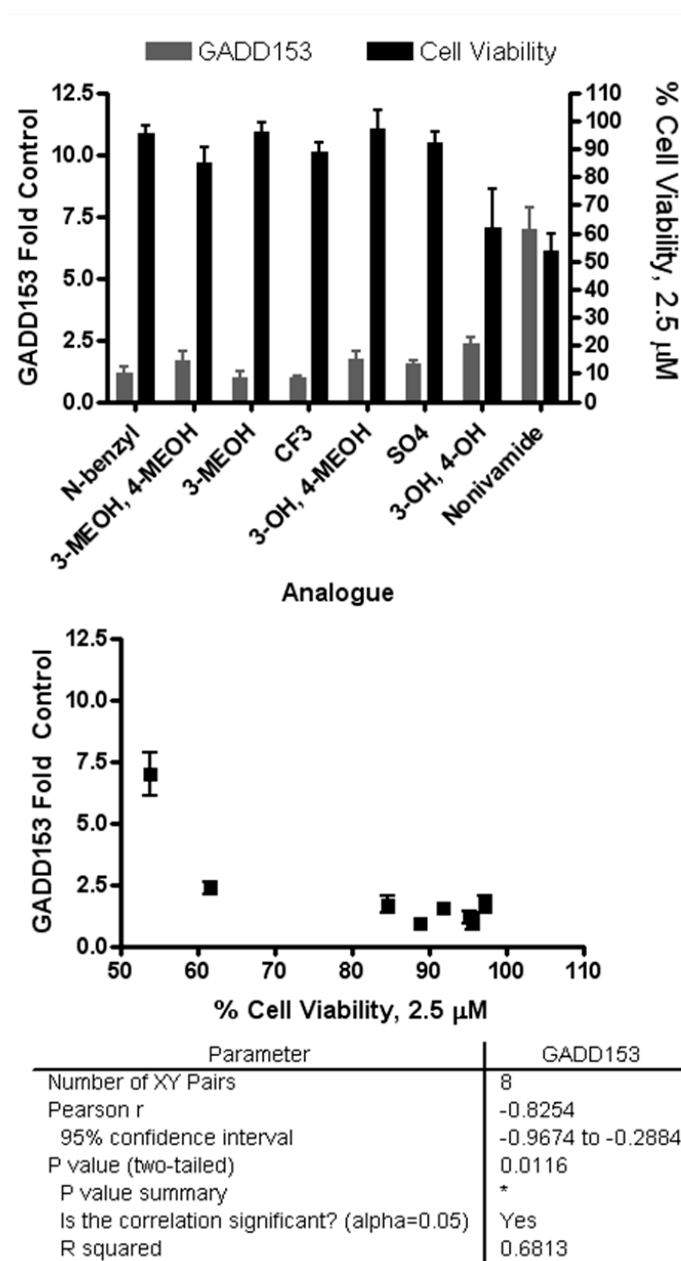 GADD153 Cell Viability
12.5
10.0
7.5
5.0
2.5
0.0
GADD153 Fold Control
110
100
90
80
70
60
50
40
30
20
10
0
% Cell Viability, 2.5 μM
N-benzyl
3-MEOH, 4-MEOH
3-MEOH
CF3
3-OH, 4-MEOH
SO4
3-OH, 4-OH
Nonivamide
Analogue
12.5
10.0
7.5
5.0
2.5
0.0
GADD153 Fold Control
50 60 70 80 90 100 110
% Cell Viability, 2.5 μM
Parameter GADD153
Number of XY Pairs 8
Pearson r -0.8254
95% confidence interval -0.9674 to -0.2884
P value (two-tailed) 0.0116
P value summary *
Is the correlation significant? (alpha=0.05) Yes
R squared 0.6813